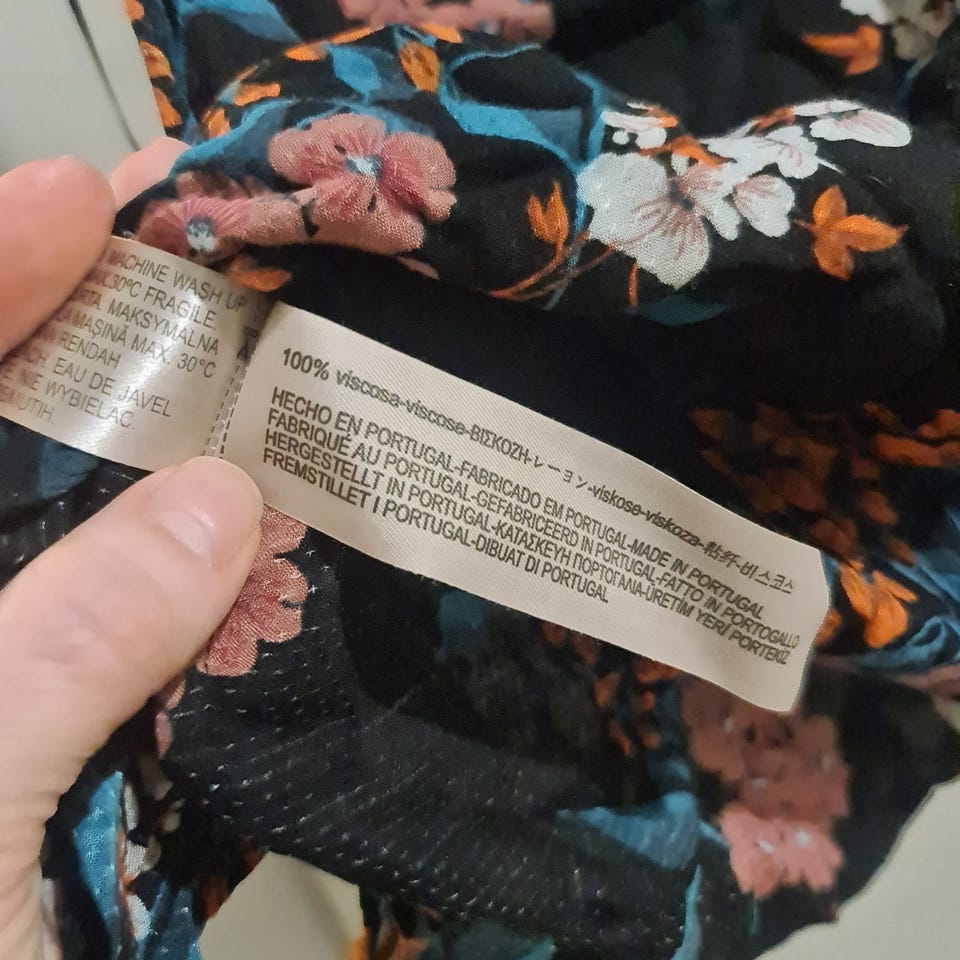 MACHINE WASH UP
30°C FRAGILE
MAKSYMALNA
MAŞINĂ MAX. 30°C
RENDAH
EAU DE JAVEL
NIE WYBIELAC.
100% viscosa-viscose-ΒΙΣΚΟΖΗ-レーヨン-viskose-viskoza-粘纤-비스코스
HECHO EN PORTUGAL-FABRICADO EM PORTUGAL-MADE IN PORTUGAL
FABRIQUÉ AU PORTUGAL-GEFABRICEERD IN PORTUGAL-FATTO IN PORTOGALLO
HERGESTELLT IN PORTUGAL-ΚΑΤΑΣΚΕΥΗ ΠΟΡΤΟΓΑΛΙΑ-ÜRETİM YERİ PORTEKİZ
FREMSTILLET I PORTUGAL-DIBUAT DI PORTUGAL